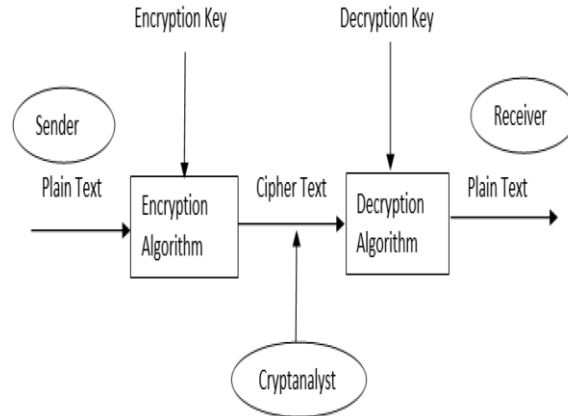 Encryption Key
Decryption Key
Sender
Receiver
Plain Text
Cipher Text
Plain Text
Encryption
Algorithm
Decryption
Algorithm
Cryptanalyst